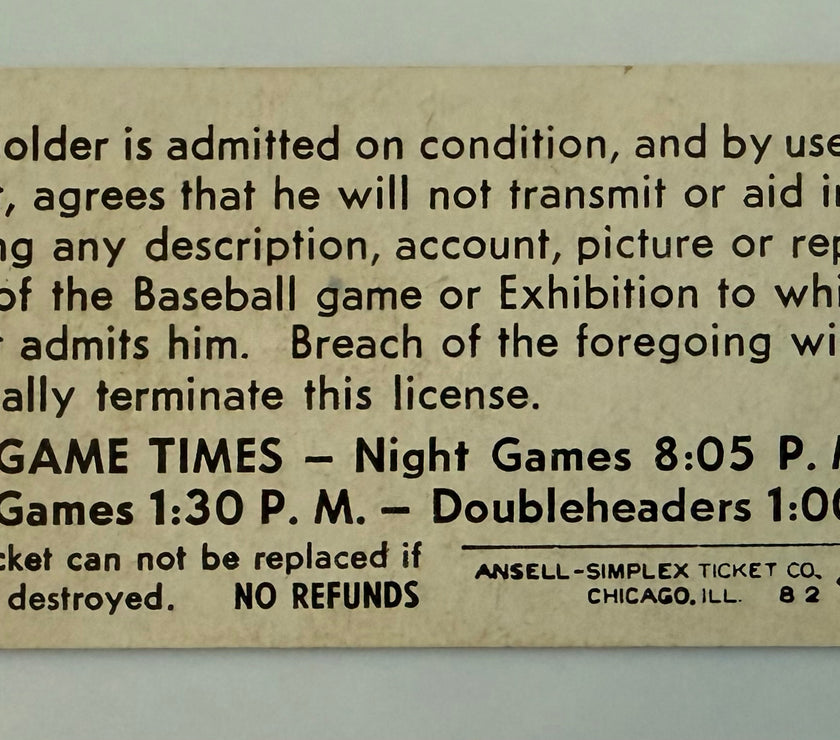 older is admitted on condition, and by use
, agrees that he will not transmit or aid in
ng any description, account, picture or rep
of the Baseball game or Exhibition to whi
admits him. Breach of the foregoing wi
ally terminate this license.
GAME TIMES – Night Games 8:05 P. M
Games 1:30 P. M. – Doubleheaders 1:00
cket can not be replaced if
destroyed. NO REFUNDS
ANSELL-SIMPLEX TICKET CO.
CHICAGO, ILL. 82